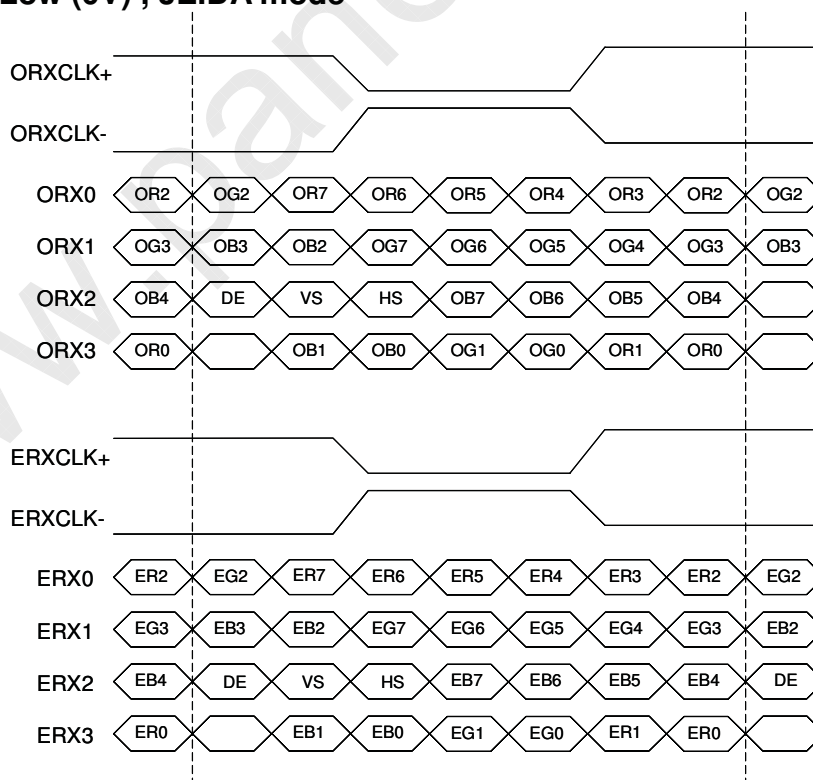 Low (0V) , JEIDA mode
ORXCLK+
ORXCLK-
ORX0 OR2 OG2 OR7 OR6 OR5 OR4 OR3 OR2 OG2
ORX1 OG3 OB3 OB2 OG7 OG6 OG5 OG4 OG3 OB3
ORX2 OB4 DE VS HS OB7 OB6 OB5 OB4
ORX3 OR0 OB1 OB0 OG1 OG0 OR1 OR0
ERXCLK+
ERXCLK-
ERX0 ER2 EG2 ER7 ER6 ER5 ER4 ER3 ER2 EG2
ERX1 EG3 EB3 EB2 EG7 EG6 EG5 EG4 EG3 EB2
ERX2 EB4 DE VS HS EB7 EB6 EB5 EB4 DE
ERX3 ER0 EB1 EB0 EG1 EG0 ER1 ER0
w.pane